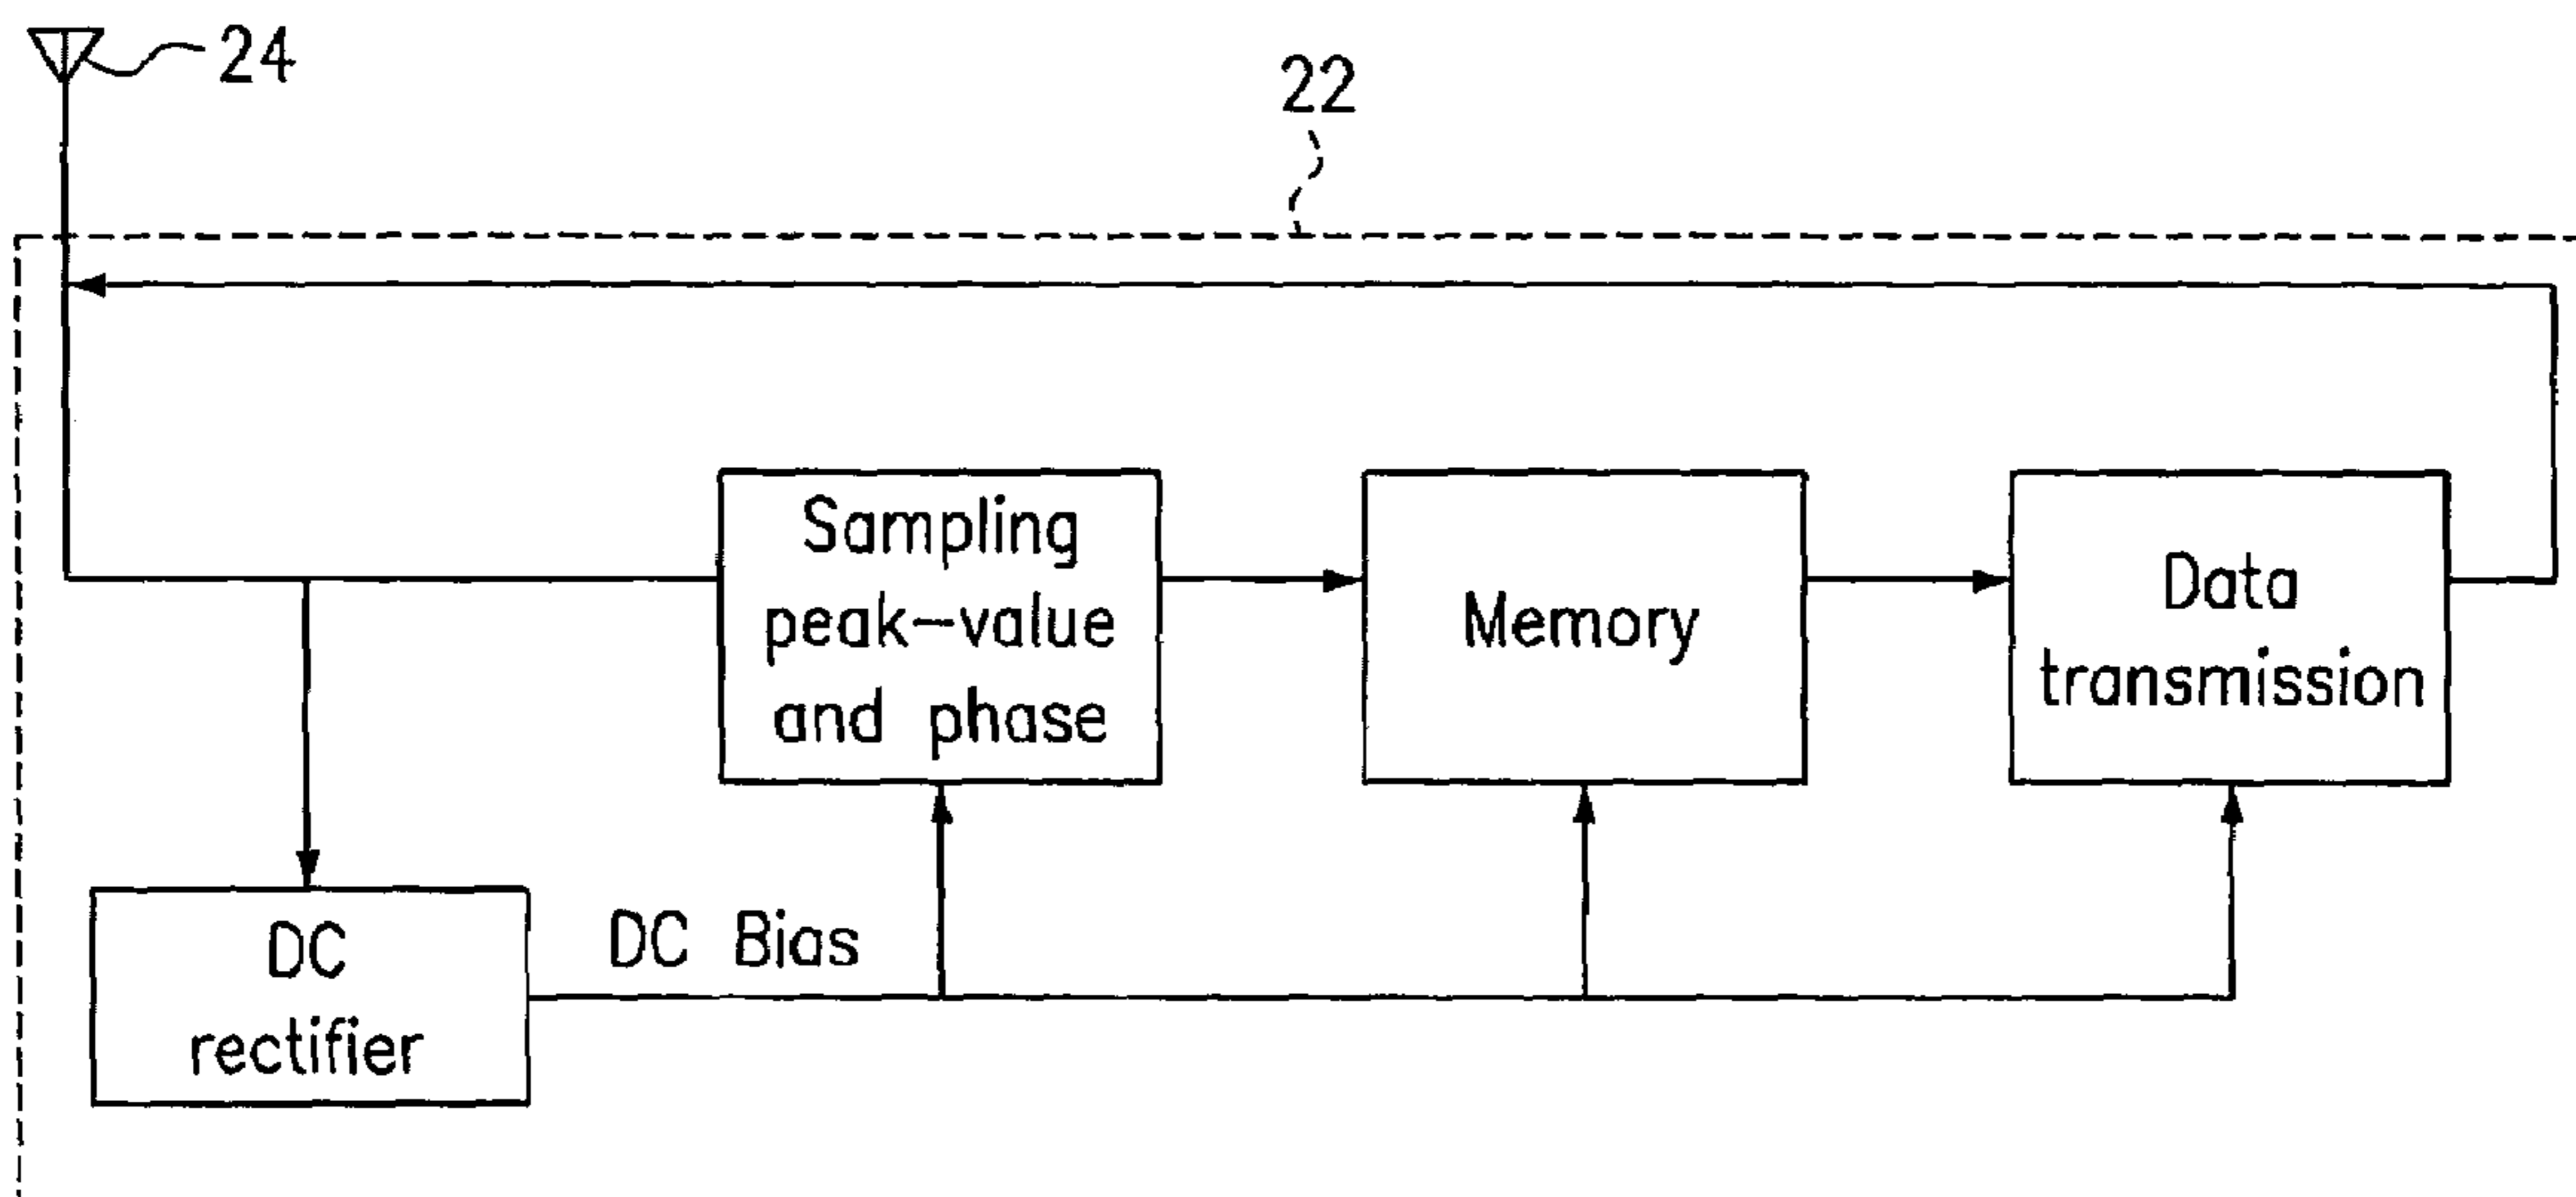 24
22
Sampling
peak-value
and phase
Memory
Data
transmission
DC
rectifier
DC Bias